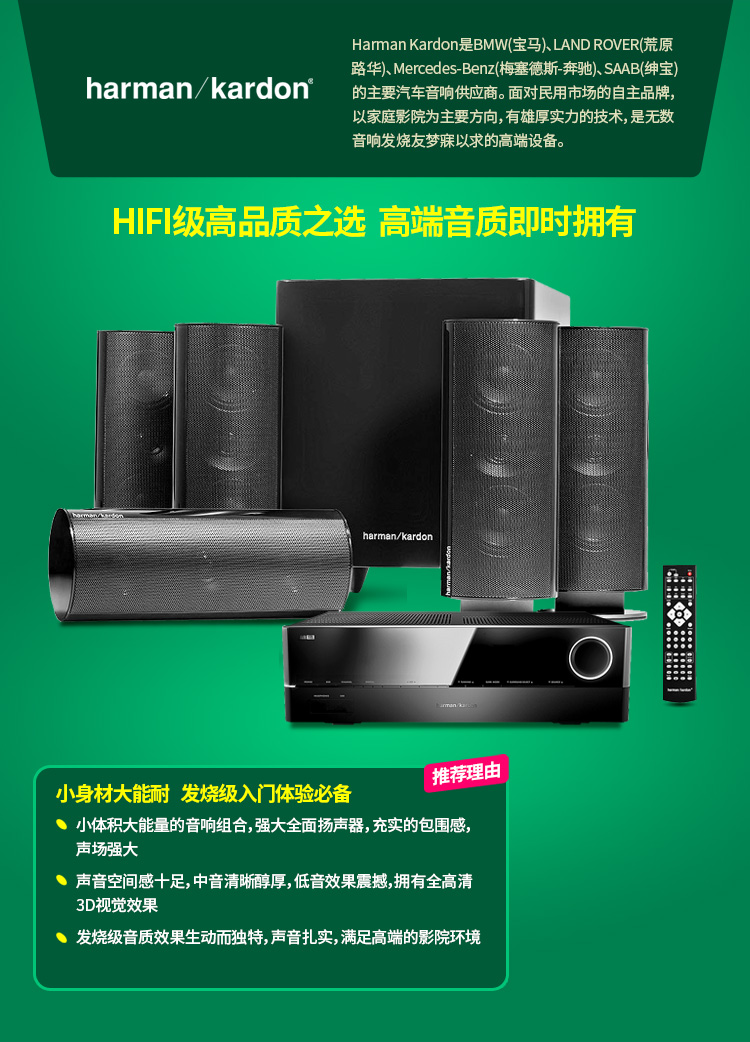 harman/kardon®
Harman Kardon是BMW(宝马)、LAND ROVER(荒原
路华)、Mercedes-Benz(梅塞德斯-奔驰)、SAAB(绅宝)
的主要汽车音响供应商。面对民用市场的自主品牌,
以家庭影院为主要方向,有雄厚实力的技术,是无数
音响发烧友梦寐以求的高端设备。
HIFI级高品质之选 高端音质即时拥有
harman/kardon
harman/kardon
harman/kardon
harman/kardon
harman/kardon
推荐理由
小身材大能耐 发烧级入门体验必备
小体积大能量的音响组合,强大全面扬声器,充实的包围感,
声场强大
声音空间感十足,中音清晰醇厚,低音效果震撼,拥有全高清
3D视觉效果
发烧级音质效果生动而独特,声音扎实,满足高端的影院环境